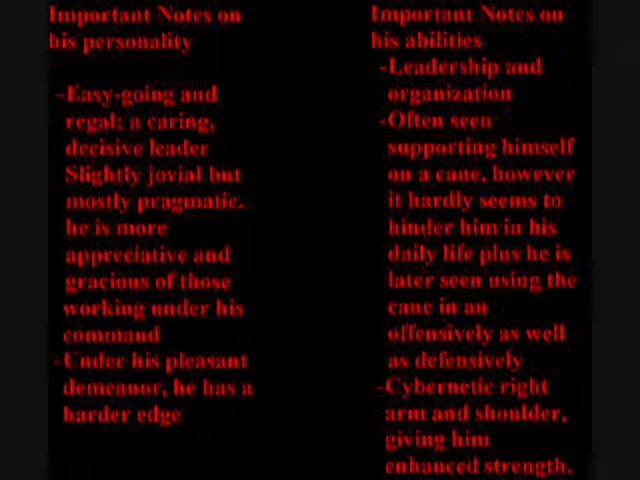 Important Notes on
his personality
-Easy-going and
regal; a caring,
decisive leader
Slightly jovial but
mostly pragmatic.
he is more
appreciative and
gracious of those
working under his
command
-Under his pleasant
demeanor, he has a
harder edge
Important Notes on
his abilities
-Leadership and
organization
-Often seen
supporting himself
on a cane, however
it hardly seems to
hinder him in his
daily life plus he is
later seen using the
cane in an
offensively as well
as defensively
-Cybernetic right
arm and shoulder,
giving him
enhanced strength.